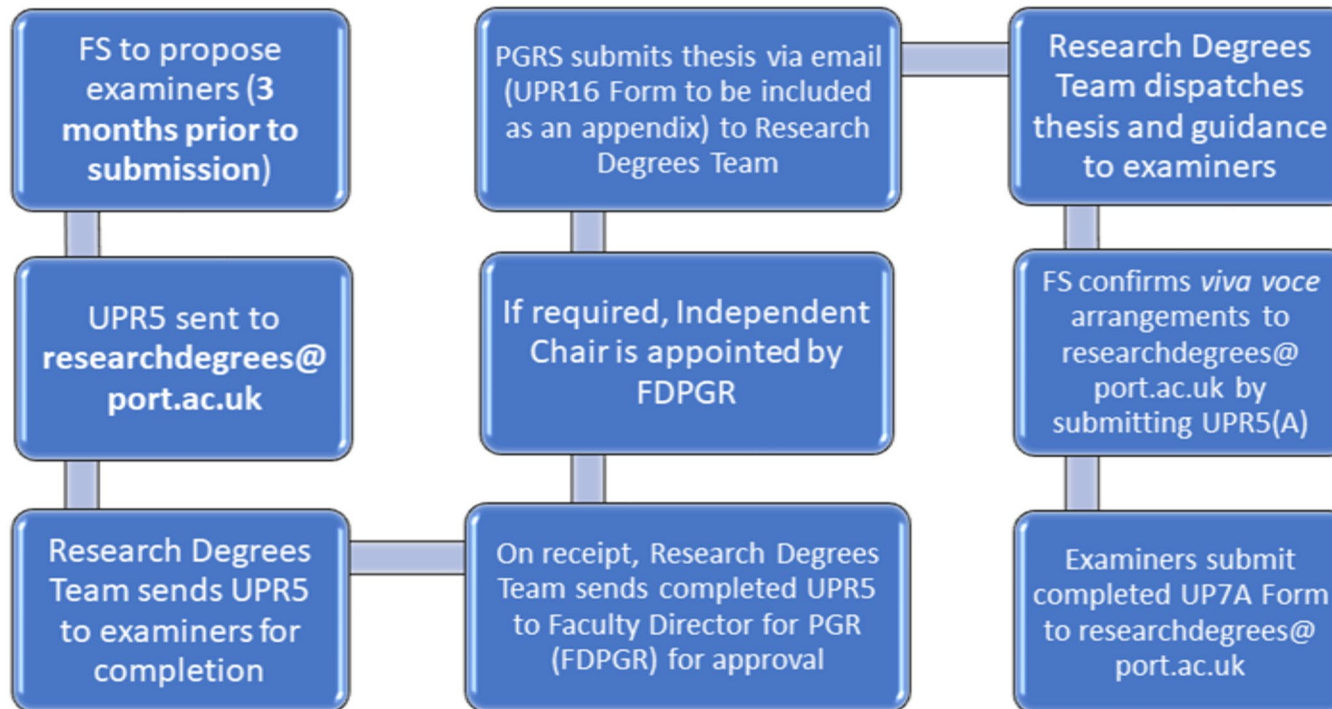 FS to propose
examiners (3
months prior to
submission)
UPR5 sent to
researchdegrees@
port.ac.uk
Research Degrees
Team sends UPR5
to examiners for
completion
On receipt, Research Degrees
Team sends completed UPR5
to Faculty Director for PGR
(FDPGR) for approval
If required, Independent
Chair is appointed by
FDPGR
PGRS submits thesis via email
(UPR16 Form to be included
as an appendix) to Research
Degrees Team
Research Degrees
Team dispatches
thesis and guidance
to examiners
FS confirms viva voce
arrangements to
researchdegrees@
port.ac.uk by
submitting UPR5(A)
Examiners submit
completed UP7A Form
to researchdegrees@
port.ac.uk